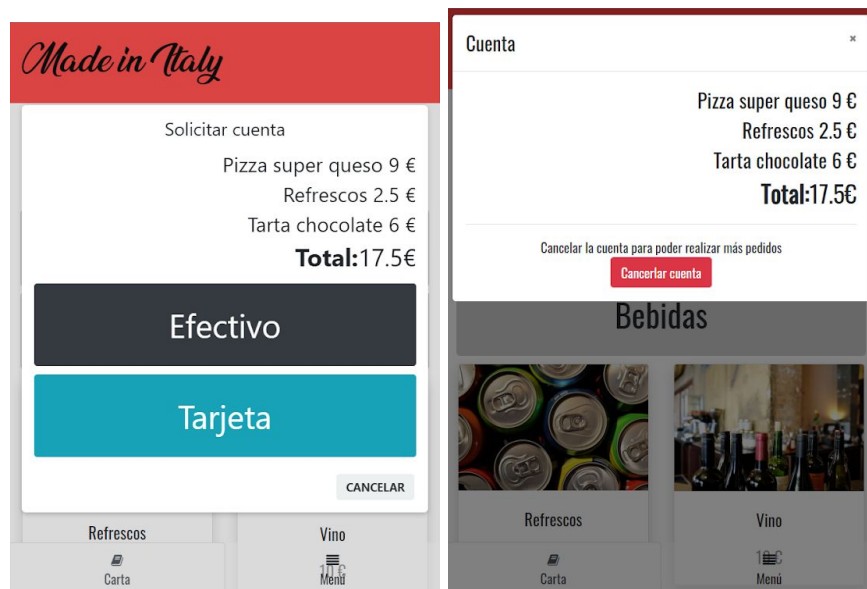 Made in Italy
Solicitar cuenta
Pizza super queso 9 €
Refrescos 2.5 €
Tarta chocolate 6 €
Total:17.5€
Efectivo
Tarjeta
CANCELAR
Refrescos
Vino
10 €
Carta
Menú
Cuenta
×
Pizza super queso 9 €
Refrescos 2.5 €
Tarta chocolate 6 €
Total:17.5€
Cancelar la cuenta para poder realizar más pedidos
Cancerlar cuenta
Bebidas
Refrescos
Vino
Carta
Menú